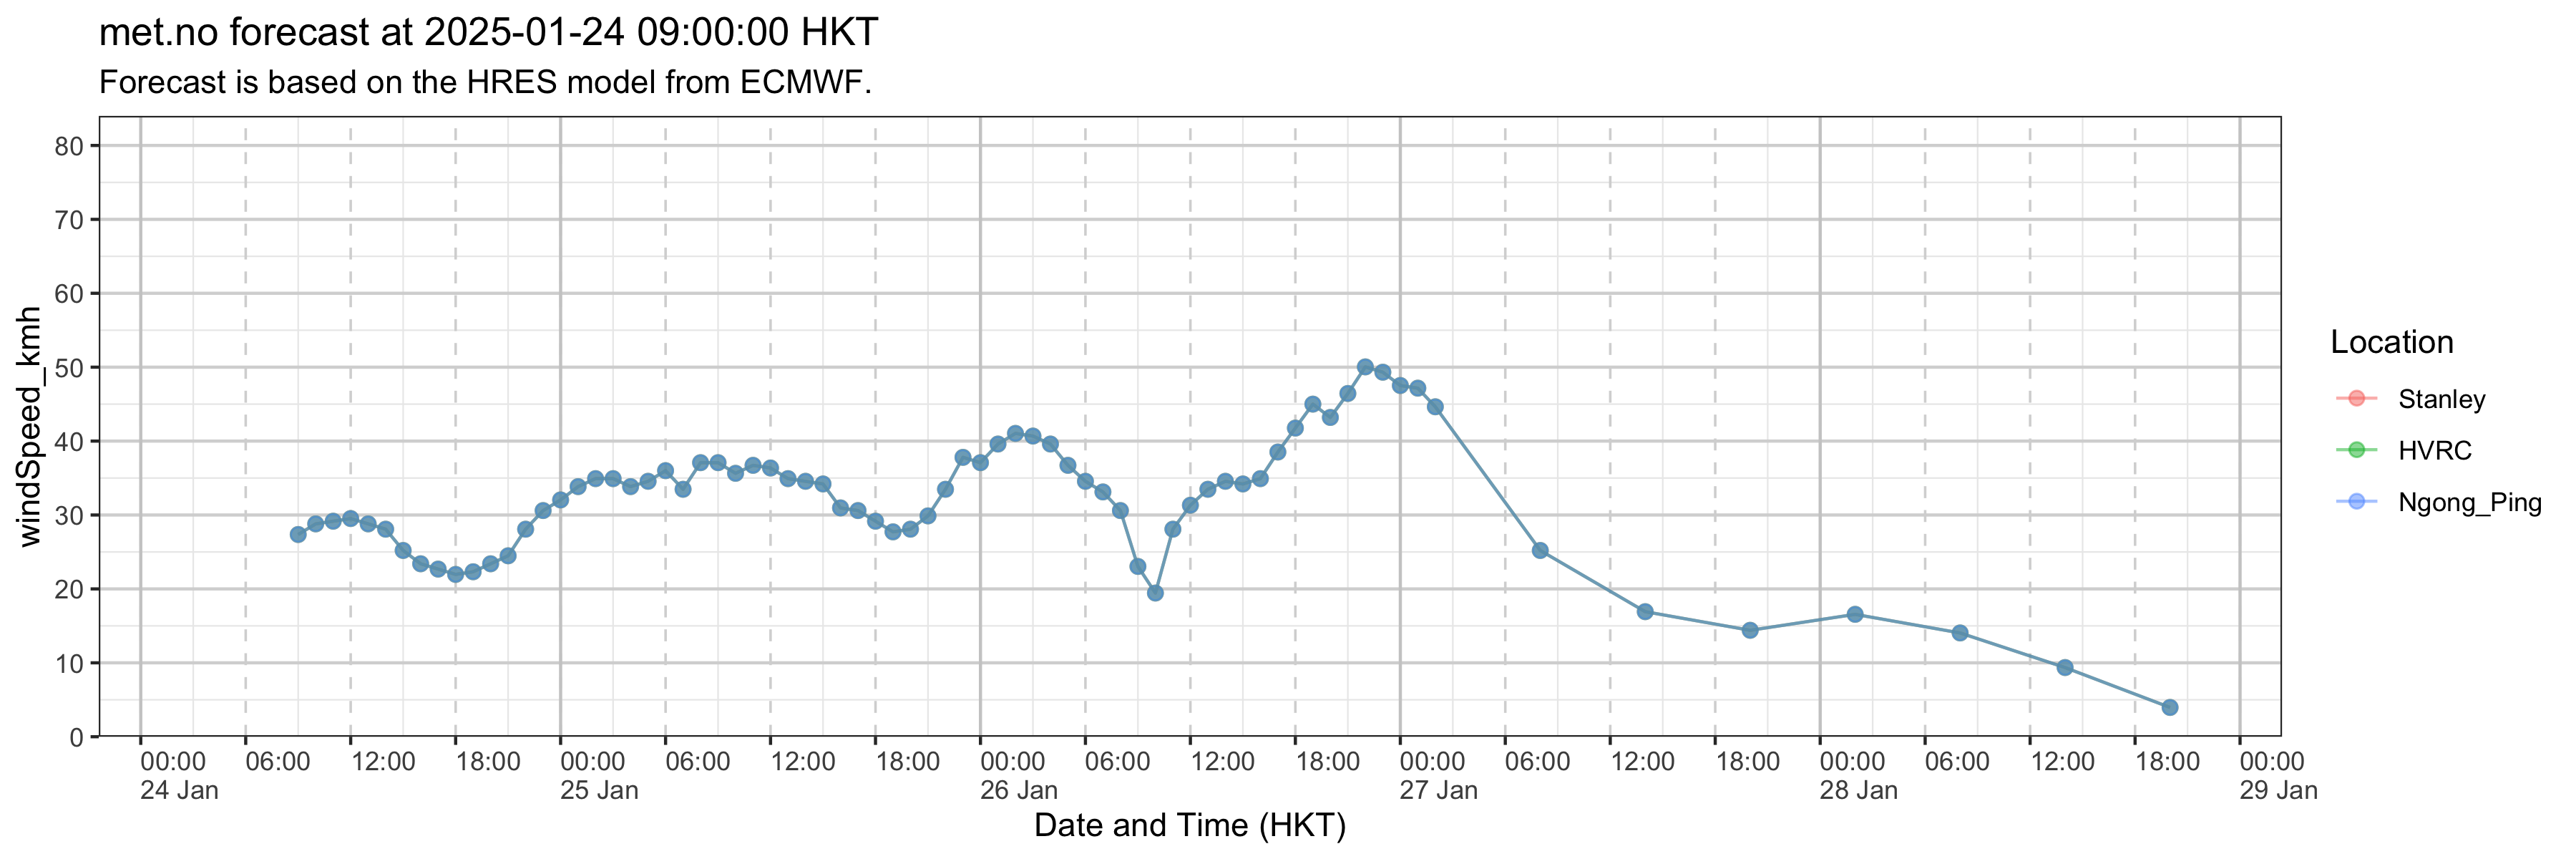 met.no forecast at 2025-01-24 09:00:00 HKT
Forecast is based on the HRES model from ECMWF.
windSpeed_kmh
80
70
60
50
40
30
20
10
0
00:00 06:00 12:00 18:00 00:00 06:00 12:00 18:00 00:00 06:00 12:00 18:00 00:00 06:00 12:00 18:00 00:00 06:00 12:00 18:00 00:00
24 Jan 25 Jan 26 Jan 27 Jan 28 Jan 29 Jan
Date and Time (HKT)
Location
Stanley
HVRC
Ngong_Ping